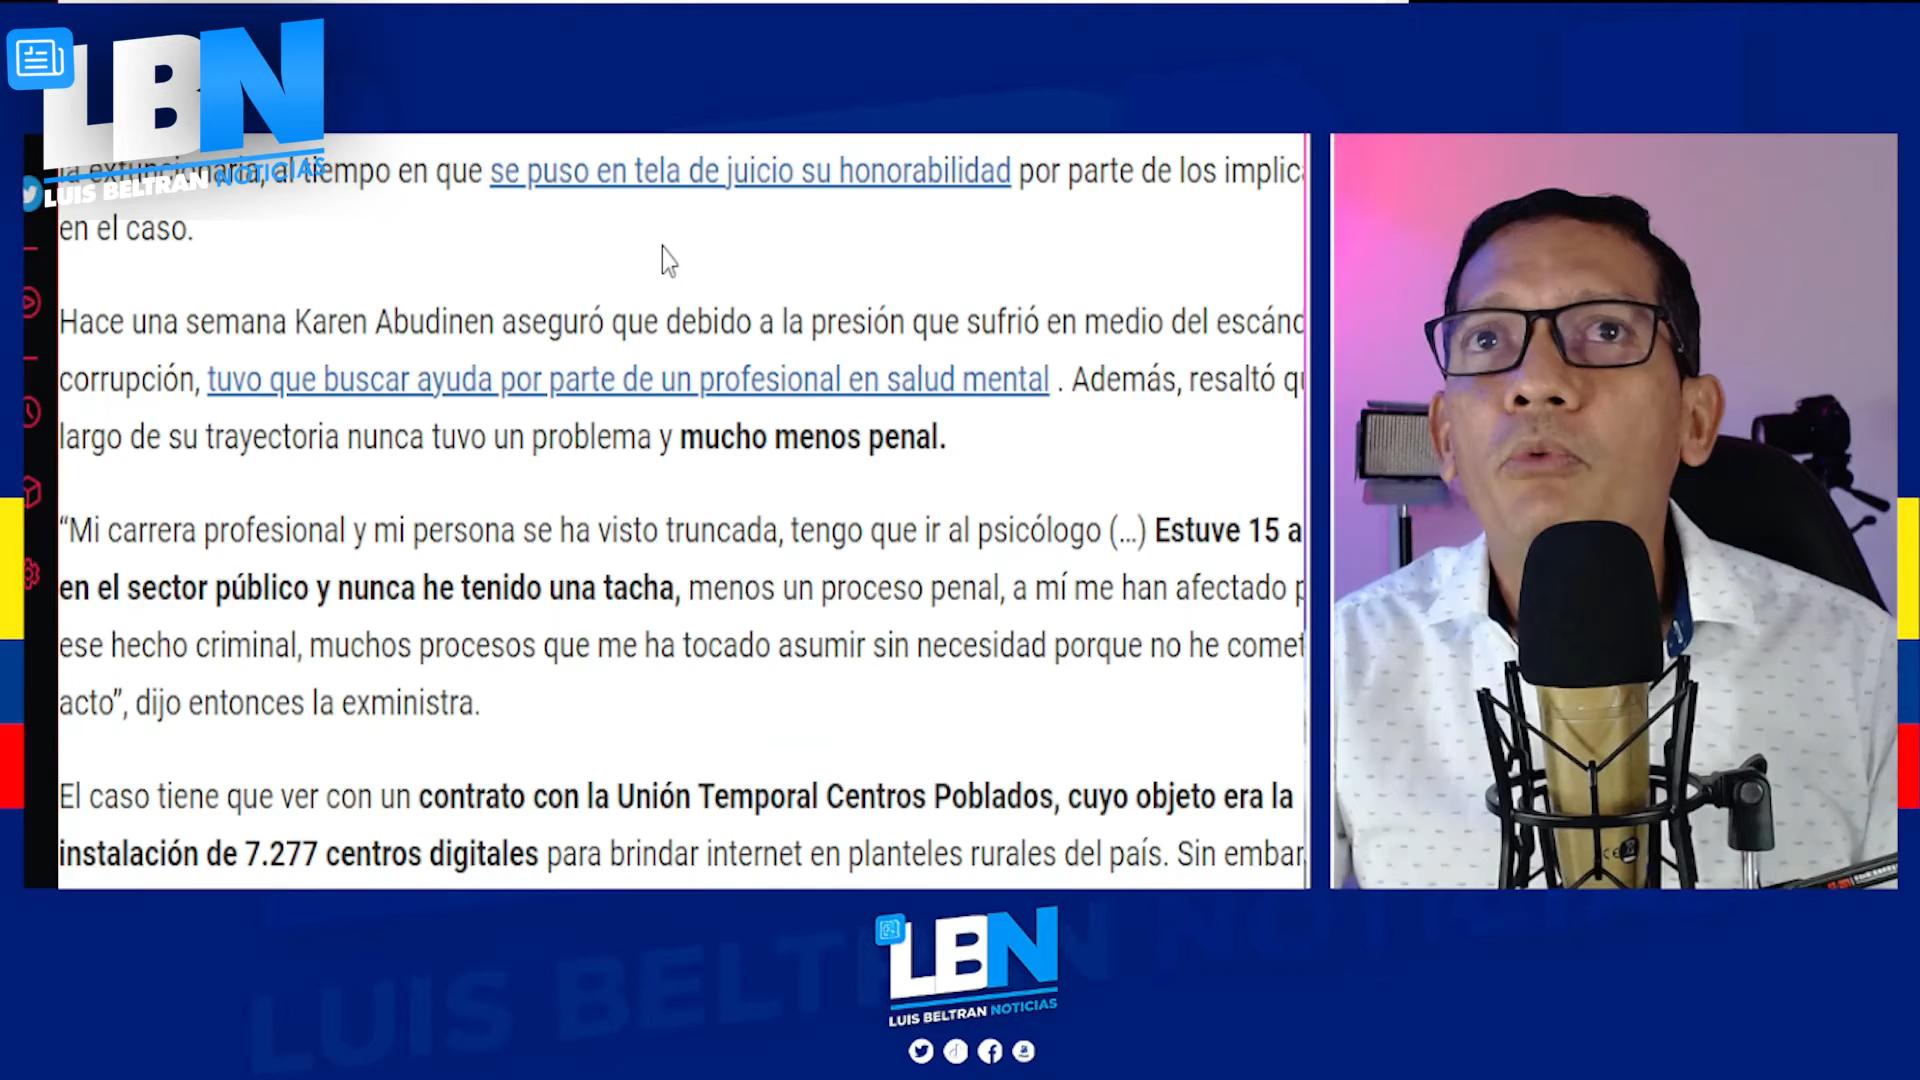 LBN
LUIS BELTRAN NOTICIAS
la exfuncionaria, al tiempo en que se puso en tela de juicio su honorabilidad por parte de los
en el caso.
Hace una semana Karen Abudinen aseguró que debido a la presión que sufrió en medio del
corrupción, tuvo que buscar ayuda por parte de un profesional en salud mental . Además, resaltó
largo de su trayectoria nunca tuvo un problema y mucho menos penal.
“Mi carrera profesional y mi persona se ha visto truncada, tengo que ir al psicólogo (...) Estuve 15
en el sector público y nunca he tenido una tacha, menos un proceso penal, a mí me han afectado
ese hecho criminal, muchos procesos que me ha tocado asumir sin necesidad porque no he
acto”, dijo entonces la exministra.
El caso tiene que ver con un contrato con la Unión Temporal Centros Poblados, cuyo objeto era la
instalación de 7.277 centros digitales para brindar internet en planteles rurales del país. Sin
LBN
LUIS BELTRAN NOTICIAS